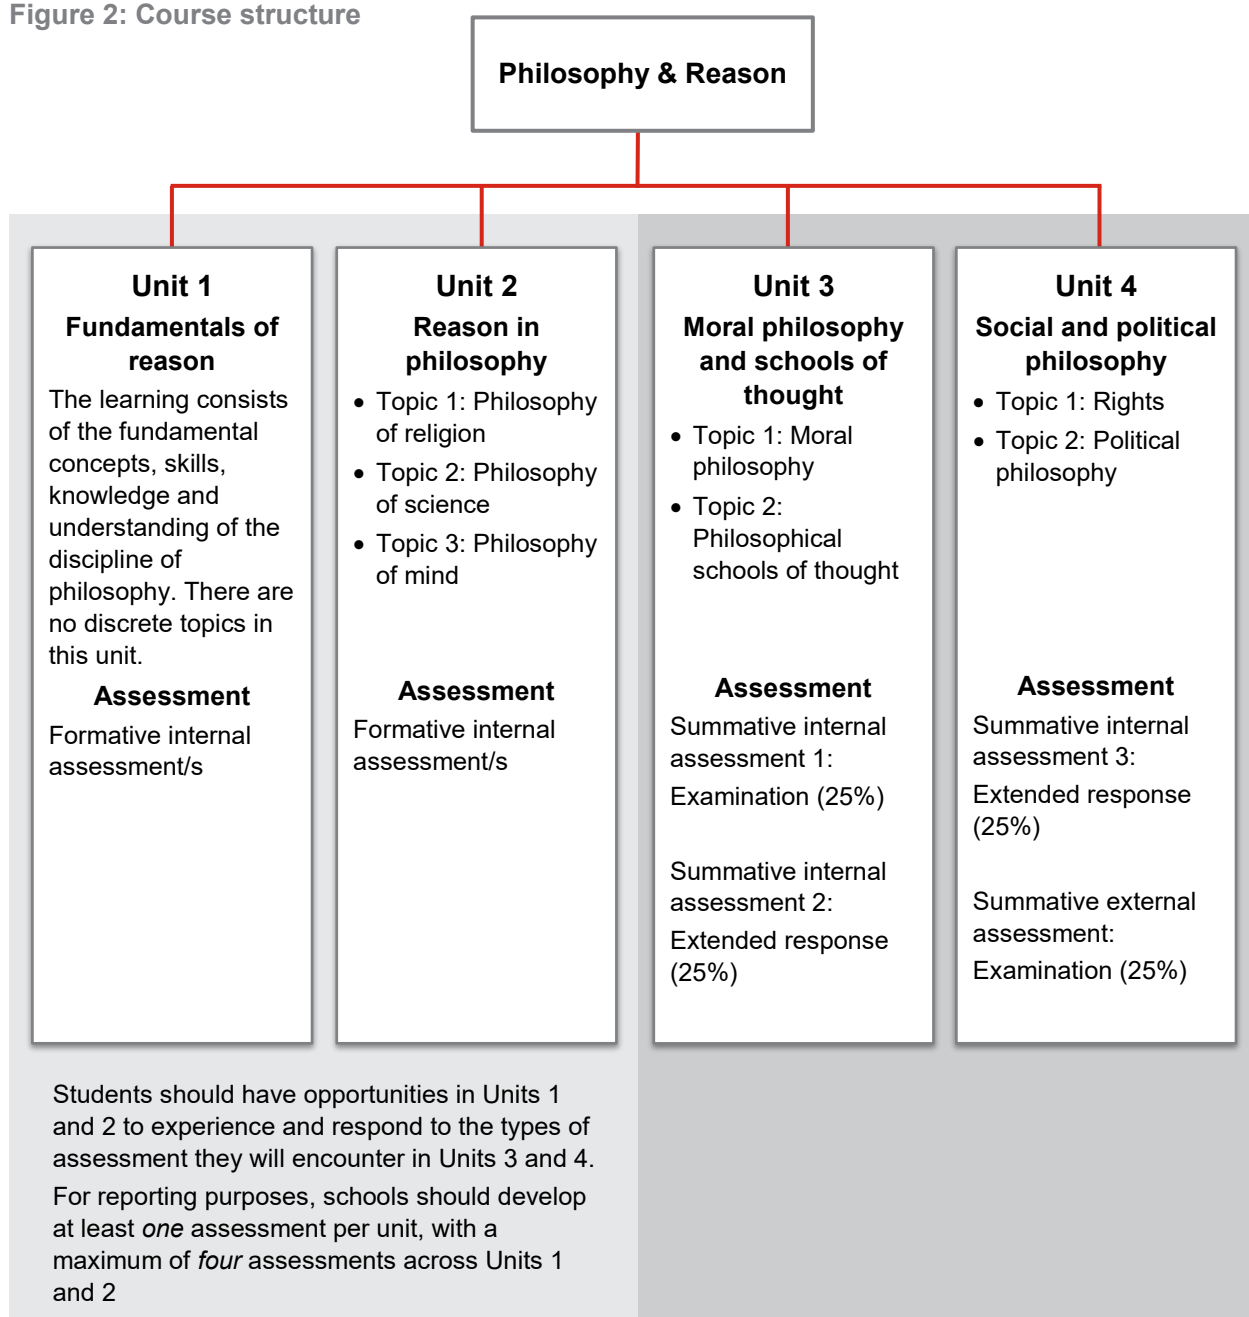 Figure 2: Course structure
Philosophy & Reason
Unit 1
Fundamentals of
reason
The learning consists
of the fundamental
concepts, skills,
knowledge and
understanding of the
discipline of
philosophy. There are
no discrete topics in
this unit.
Assessment
Formative internal
assessment/s
Unit 2
Reason in
philosophy
• Topic 1: Philosophy
of religion
• Topic 2: Philosophy
of science
• Topic 3: Philosophy
of mind
Assessment
Formative internal
assessment/s
Unit 3
Moral philosophy
and schools of
thought
• Topic 1: Moral
philosophy
• Topic 2:
Philosophical
schools of thought
Assessment
Summative internal
assessment 1:
Examination (25%)
Summative internal
assessment 2:
Extended response
(25%)
Unit 4
Social and political
philosophy
• Topic 1: Rights
• Topic 2: Political
philosophy
Assessment
Summative internal
assessment 3:
Extended response
(25%)
Summative external
assessment:
Examination (25%)
Students should have opportunities in Units 1
and 2 to experience and respond to the types of
assessment they will encounter in Units 3 and 4.
For reporting purposes, schools should develop
at least one assessment per unit, with a
maximum of four assessments across Units 1
and 2